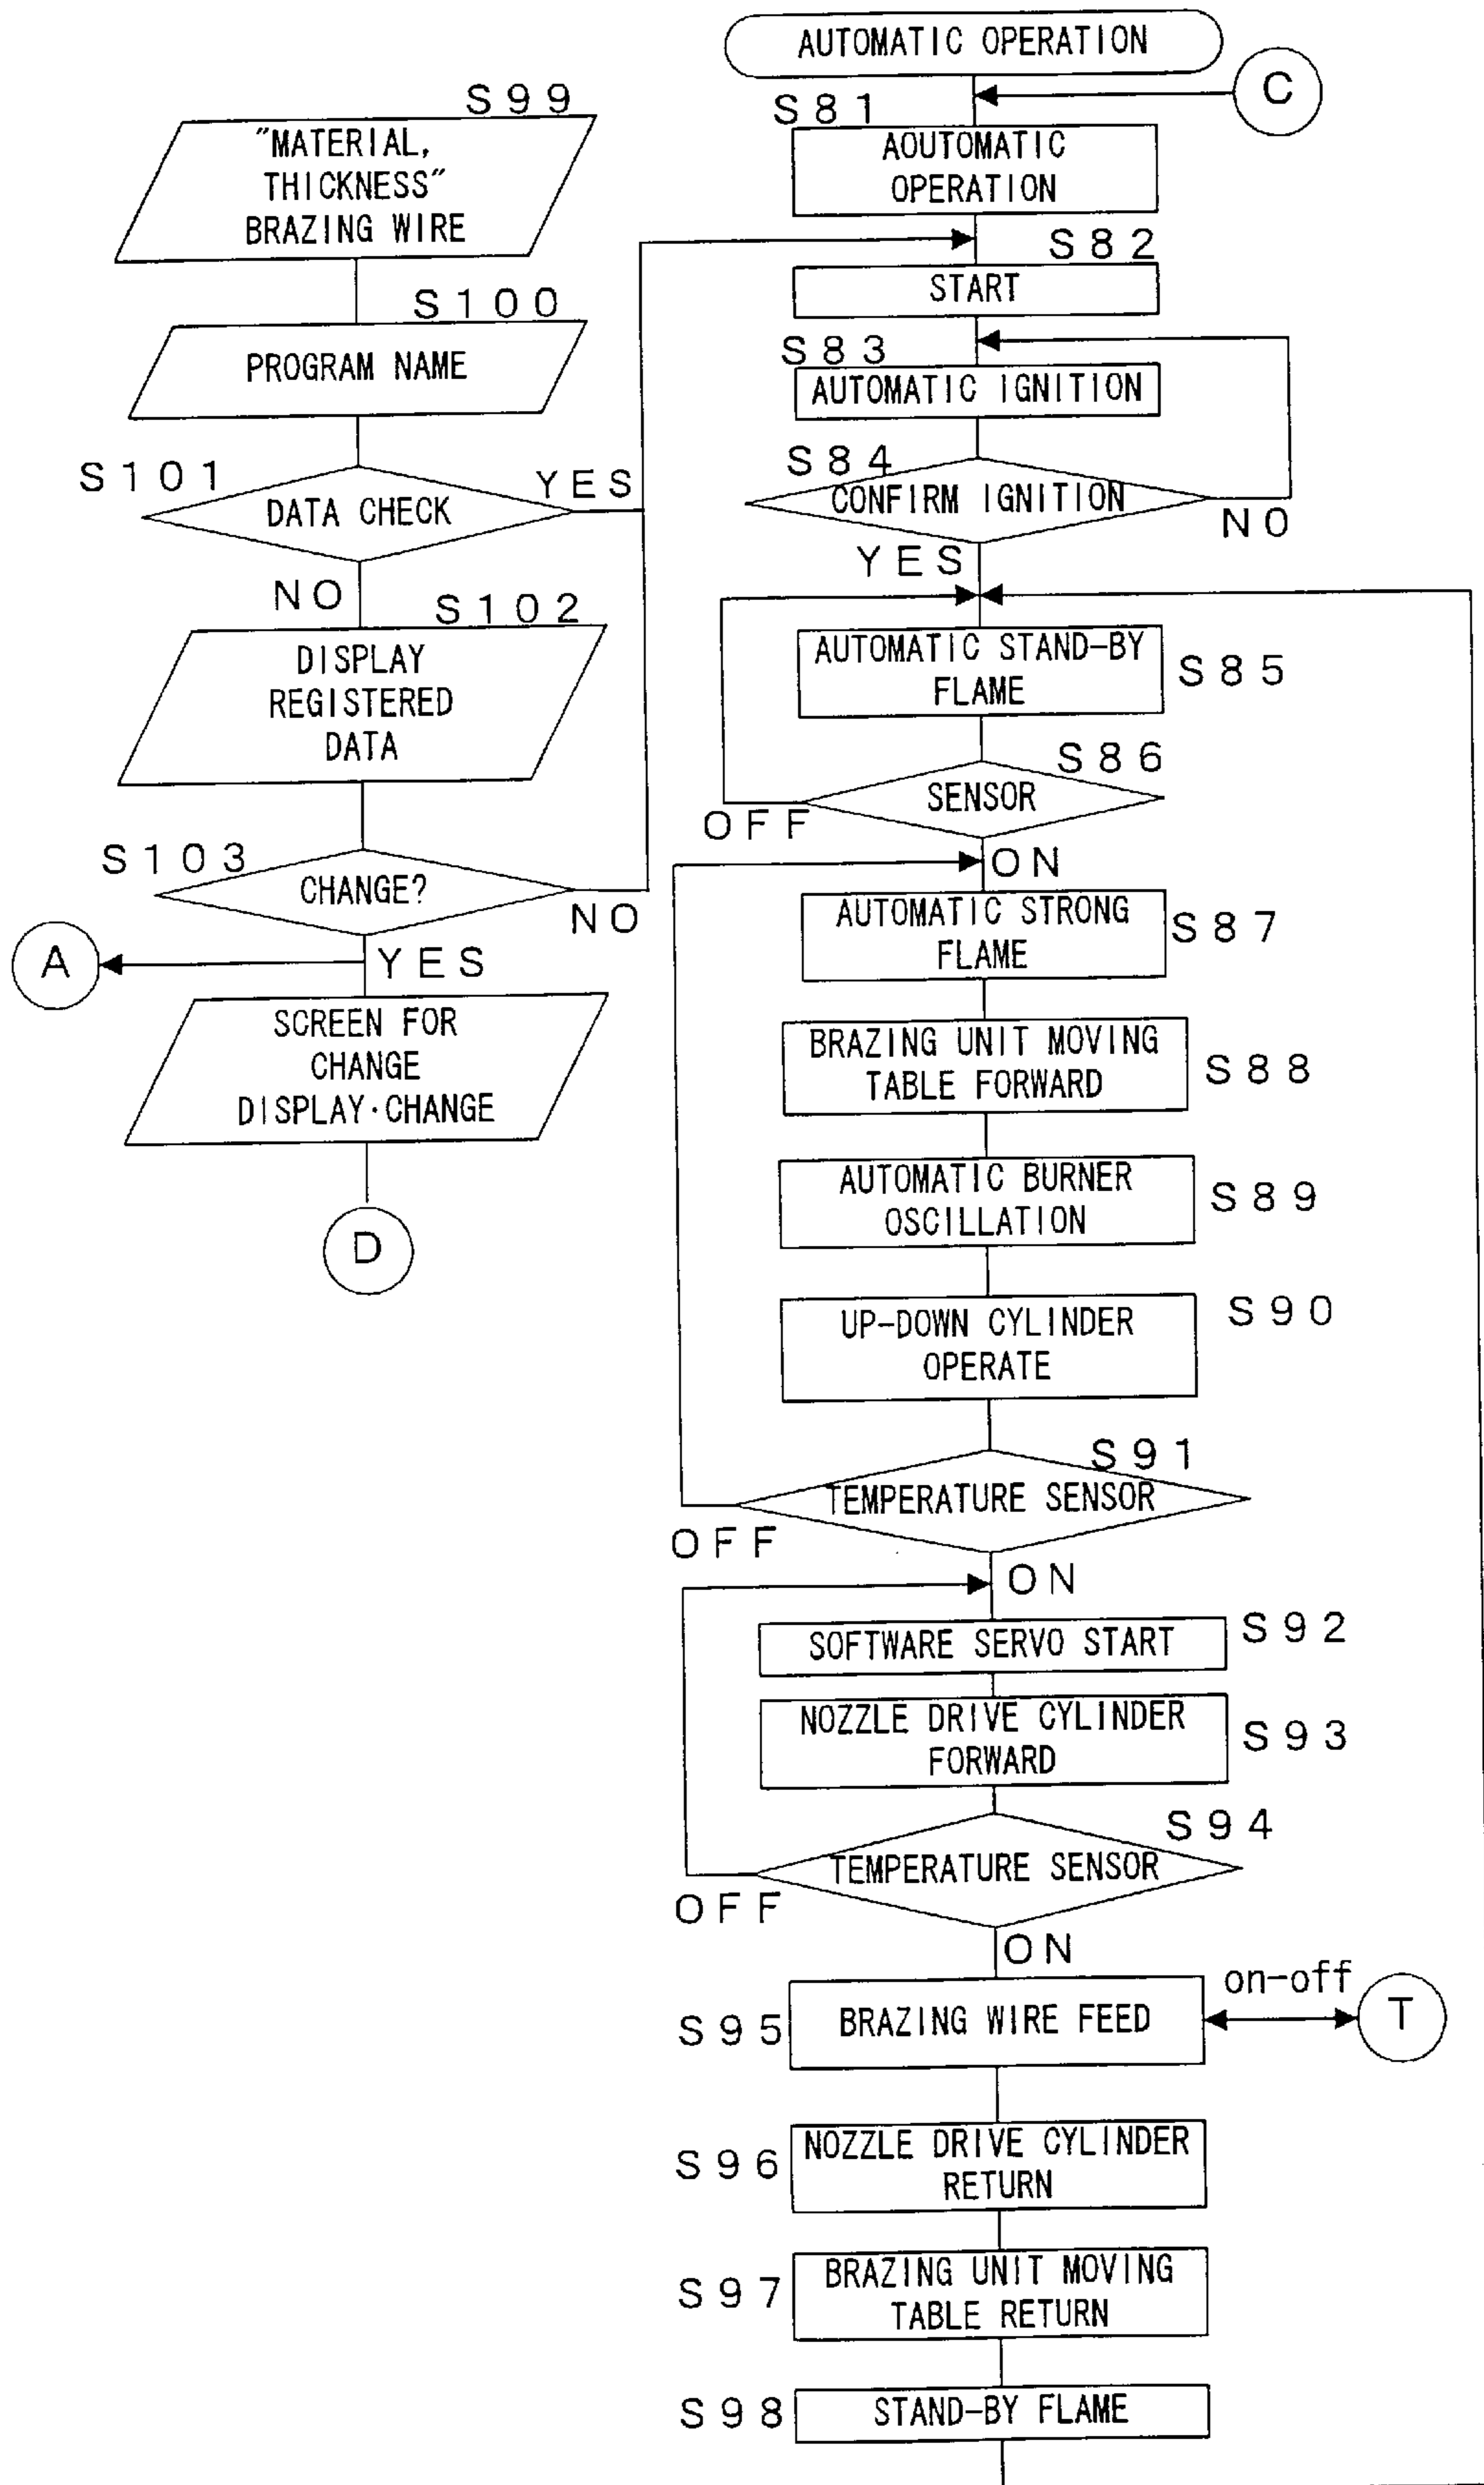 AUTOMATIC OPERATION
C
S81
AOUTOMATIC
OPERATION
S82
START
S83
AUTOMATIC IGNITION
S84
CONFIRM IGNITION
NO
YES
AUTOMATIC STAND-BY
FLAME
S85
S86
SENSOR
OFF
ON
AUTOMATIC STRONG
FLAME
S87
BRAZING UNIT MOVING
TABLE FORWARD
S88
AUTOMATIC BURNER
OSCILLATION
S89
UP-DOWN CYLINDER
OPERATE
S90
S91
TEMPERATURE SENSOR
OFF
ON
SOFTWARE SERVO START
S92
NOZZLE DRIVE CYLINDER
FORWARD
S93
S94
TEMPERATURE SENSOR
OFF
ON
S95
BRAZING WIRE FEED
on-off
T
S96
NOZZLE DRIVE CYLINDER
RETURN
S97
BRAZING UNIT MOVING
TABLE RETURN
S98
STAND-BY FLAME
S99
"MATERIAL,
THICKNESS"
BRAZING WIRE
S100
PROGRAM NAME
S101
DATA CHECK
YES
NO
S102
DISPLAY
REGISTERED
DATA
S103
CHANGE?
NO
A
YES
SCREEN FOR
CHANGE
DISPLAY·CHANGE
D